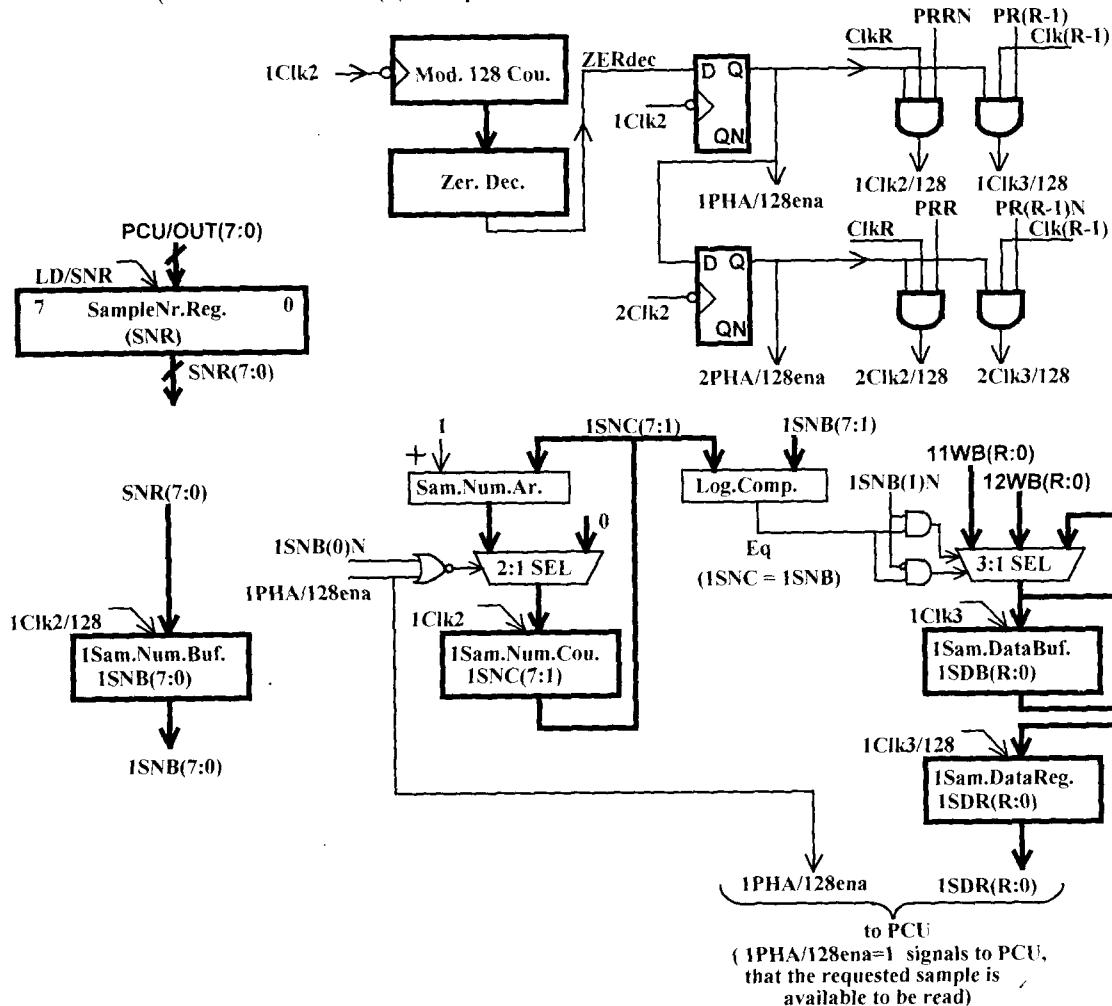 PRRN PR(R-1)
ClkR Clk(R-1)
1Clk2 Mod. 128 Cou. ZERdec D Q
1Clk2
QN
Zer. Dec.
1PHA/128ena 1Clk2/128 1Clk3/128
PRR PR(R-1)N
ClkR Clk(R-1)
PCU/OUT(7:0)
D Q
LD/SNR
2Clk2
7 SampleNr.Reg. 0
(SNR)
QN
SNR(7:0)
2PHA/128ena 2Clk2/128 2Clk3/128
1 1SNC(7:1) 1SNB(7:1)
+
11WB(R:0)
SNR(7:0) Sam.Num.Ar. Log.Comp. 1SNB(1)N 12WB(R:0)
0
1SNB(0)N Eq
2:1 SEL (1SNC = 1SNB) 3:1 SEL
1PHA/128ena
1Clk2/128 1Clk2 1Clk3
1Sam.Num.Buf. 1Sam.Num.Cou. 1Sam.DataBuf.
1SNB(7:0) 1SNC(7:1) 1SDB(R:0)
1Clk3/128
1SNB(7:0) 1Sam.DataReg.
1SDR(R:0)
1PHA/128ena 1SDR(R:0)
to PCU
( 1PHA/128ena=1 signals to PCU,
that the requested sample is
available to be read)